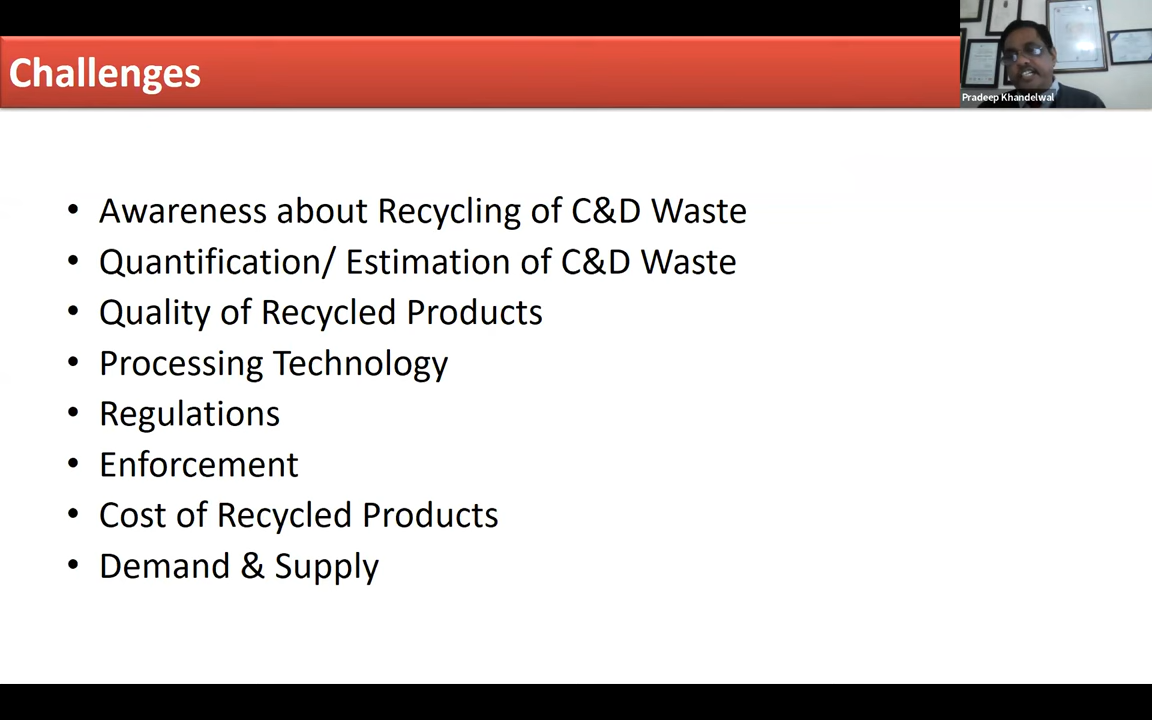 Challenges
Pradeep Khandelwal
• Awareness about Recycling of C&D Waste
• Quantification/ Estimation of C&D Waste
• Quality of Recycled Products
• Processing Technology
• Regulations
• Enforcement
• Cost of Recycled Products
• Demand & Supply